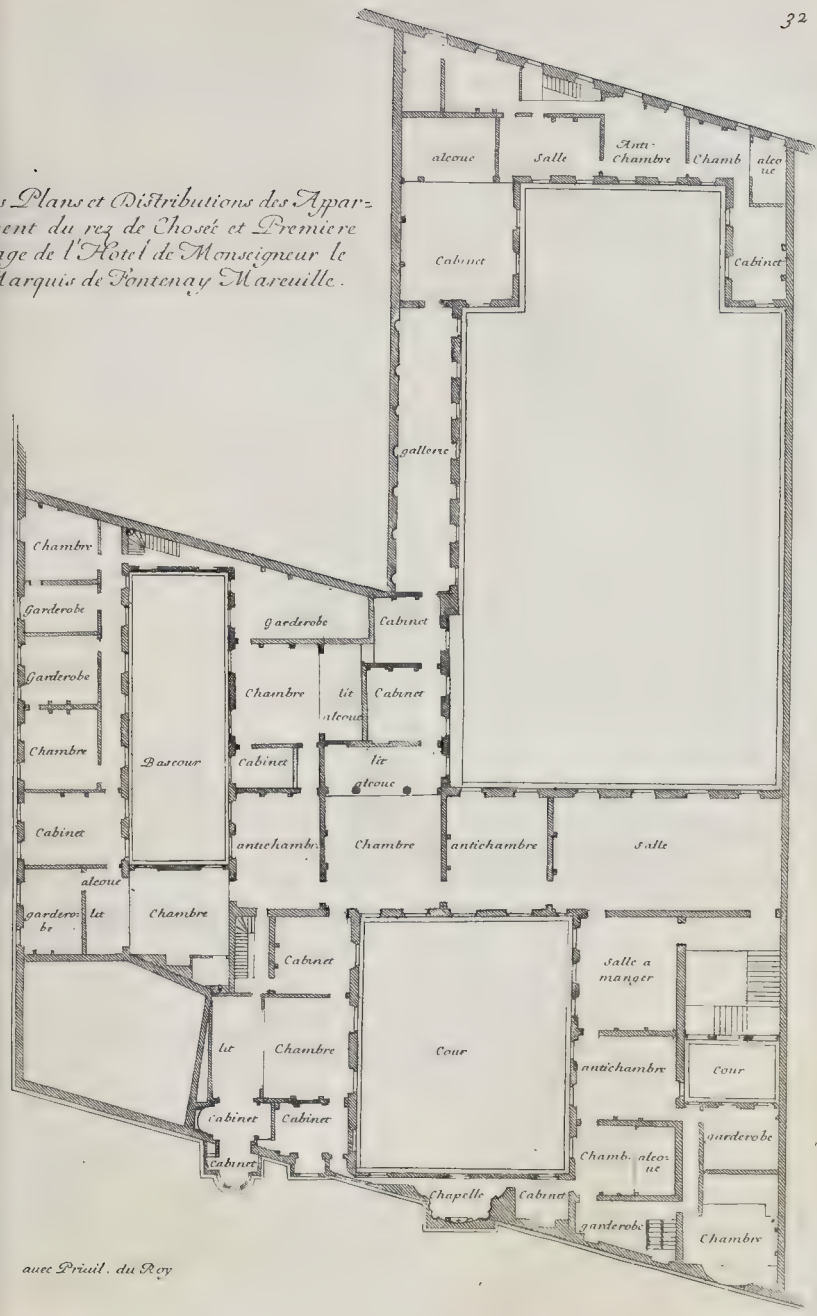 32
s Plans et Distributions des Appar=
ent du rez de Choseé et Premiere
age de l'Hotel de Monseigneur le
arquis de Fontenay Mareuille.
alcoue
Salle
Anti-
Chambre
Chamb
alco
ue
Cabinet
Cabinet
gallerie
Chambre
Garderobe
Garderobe
Chambre
Cabinet
alcoue
gardero-
be
lit
Bascour
Chambre
Garderobe
Cabinet
Chambre
lit
alcoue
Cabinet
Cabinet
lit
alcoue
antichambre
Chambre
antichambre
Salle
Cabinet
lit
Chambre
Cabinet
Cabinet
Cabinet
Cour
Salle a
manger
antichambre
Cour
Chamb.
alco-
ue
garderobe
Chapelle
Cabinet
garderobe
Chambre
auec Priuil. du Roy